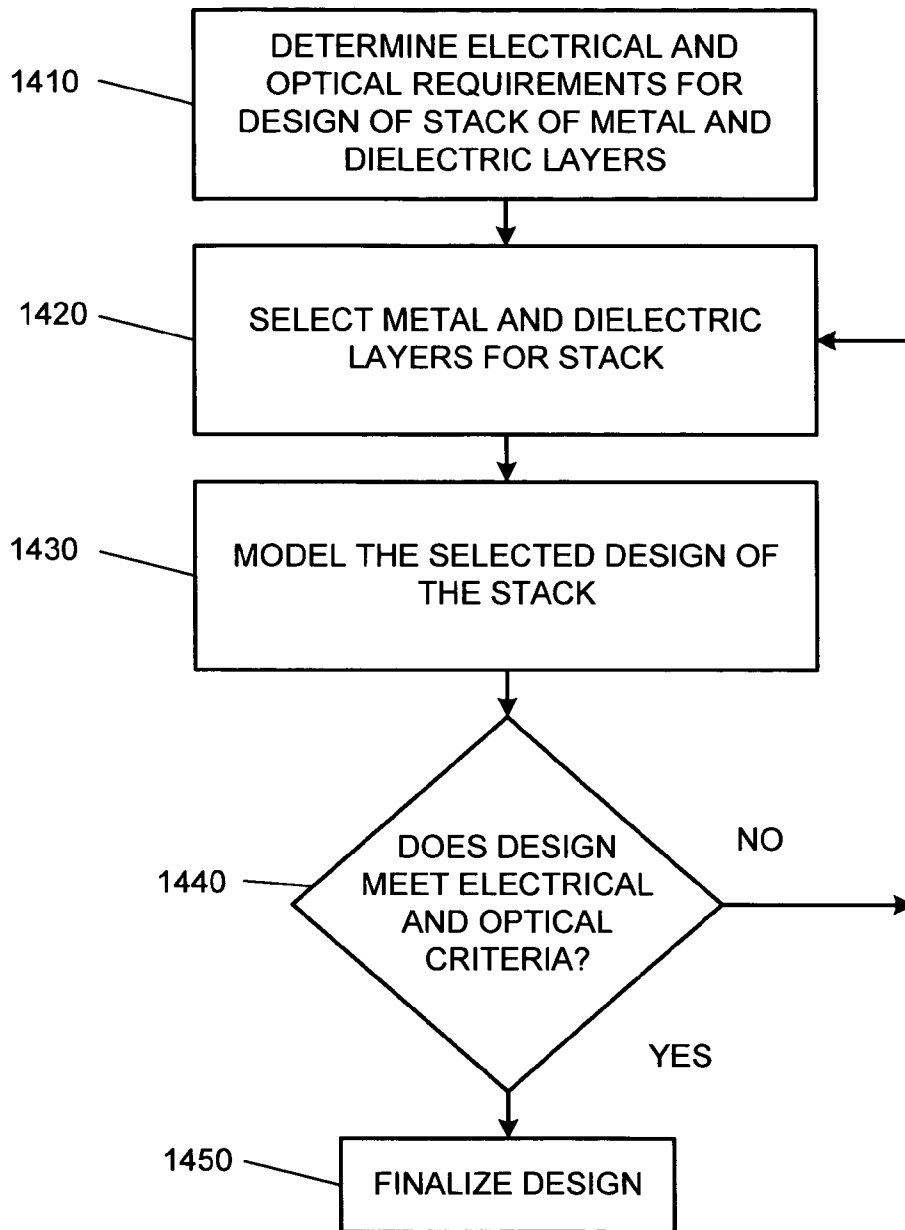 1410
DETERMINE ELECTRICAL AND
OPTICAL REQUIREMENTS FOR
DESIGN OF STACK OF METAL AND
DIELECTRIC LAYERS
1420
SELECT METAL AND DIELECTRIC
LAYERS FOR STACK
1430
MODEL THE SELECTED DESIGN OF
THE STACK
1440
DOES DESIGN
MEET ELECTRICAL
AND OPTICAL
CRITERIA?
NO
YES
1450
FINALIZE DESIGN